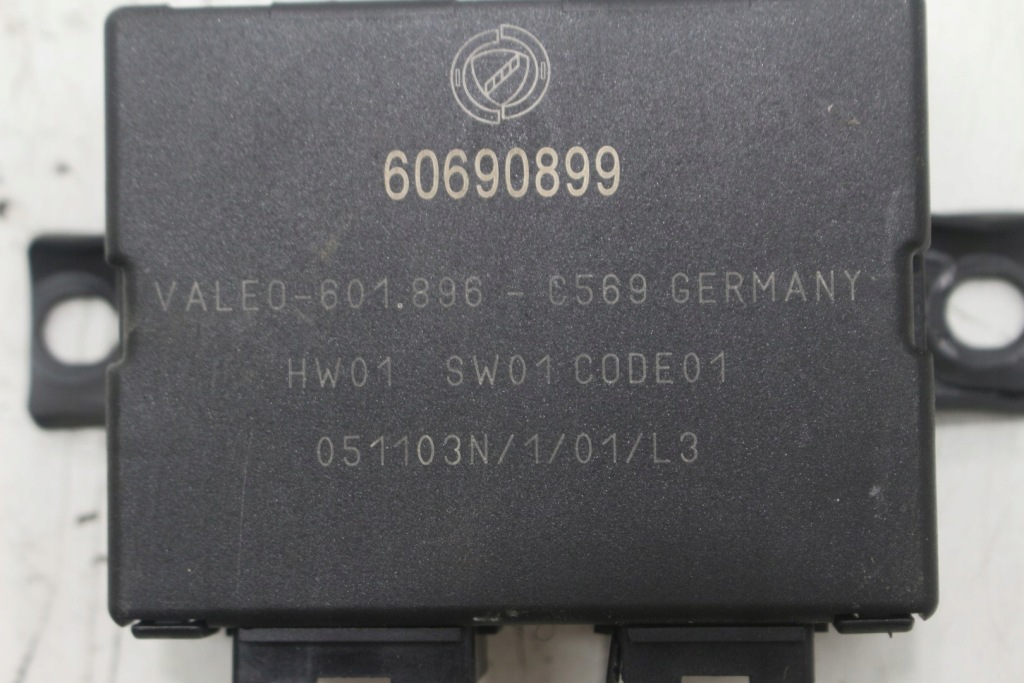 60690899
VALEO-601.896 - C569 GERMANY
HW01 SW01 CODE01
051103N/1/01/L3